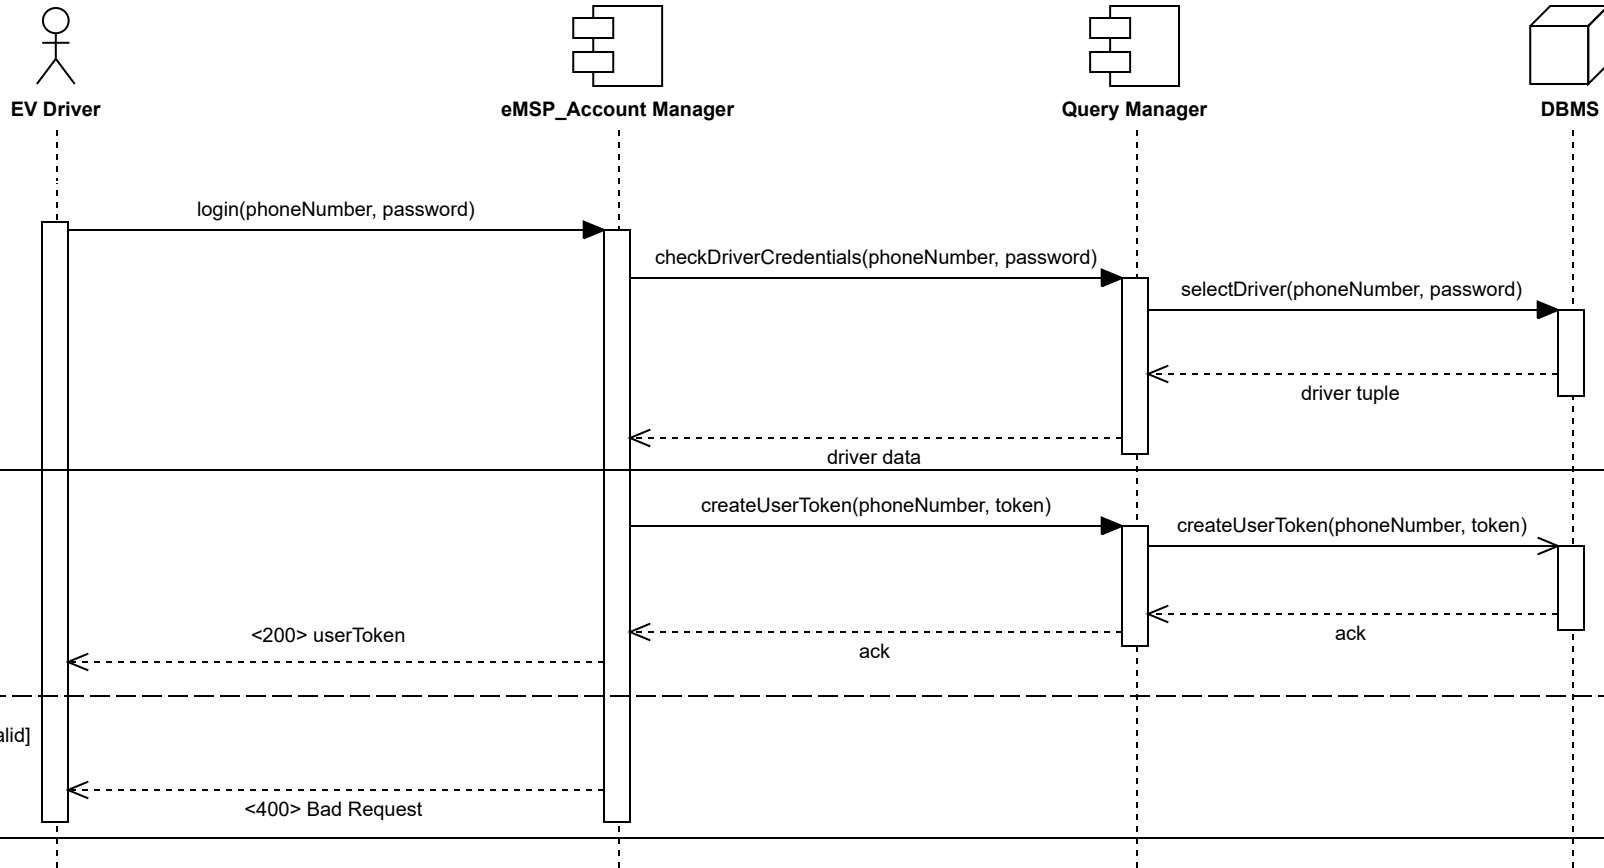 EV Driver
eMSP_Account Manager
Query Manager
DBMS
login(phoneNumber, password)
checkDriverCredentials(phoneNumber, password)
selectDriver(phoneNumber, password)
driver tuple
driver data
createUserToken(phoneNumber, token)
createUserToken(phoneNumber, token)
ack
<200> userToken
ack
alid]
<400> Bad Request